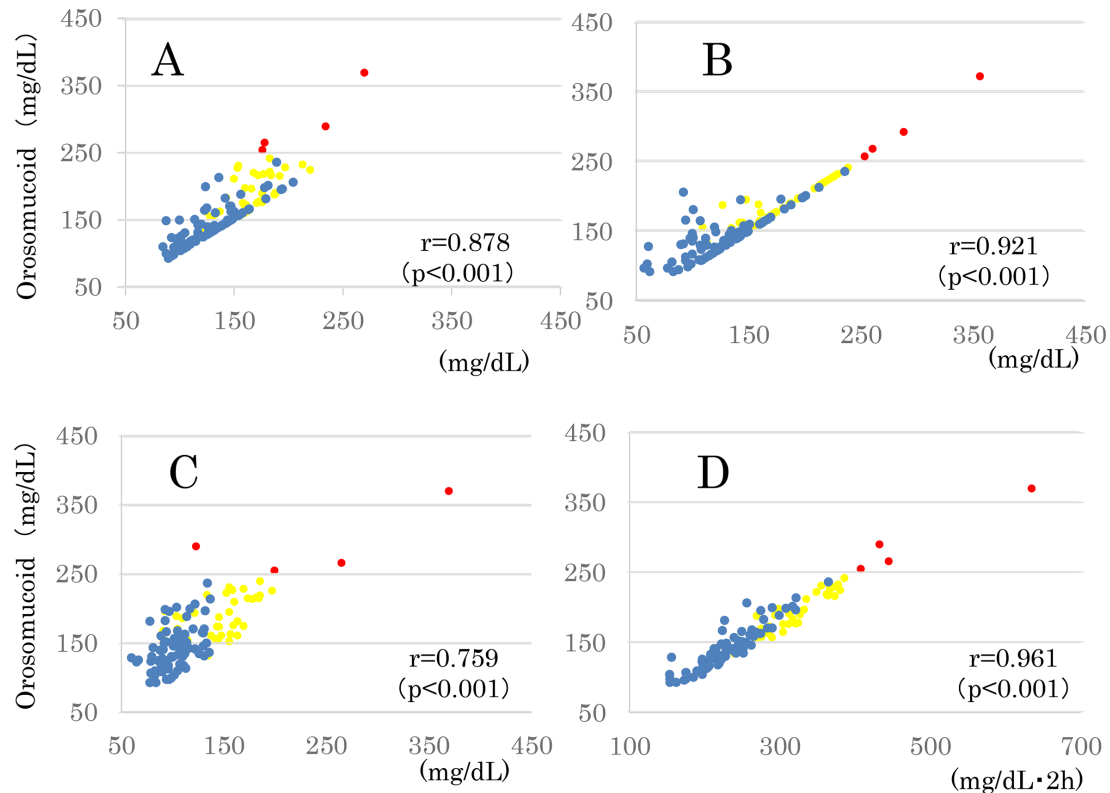 Orosomucoid (mg/dL)
450
350
250
150
50
A
r=0.878
(p<0.001)
50 150 250 350 450
(mg/dL)
450
350
250
150
50
B
r=0.921
(p<0.001)
50 150 250 350 450
(mg/dL)
Orosomucoid (mg/dL)
450
350
250
150
50
C
r=0.759
(p<0.001)
50 150 250 350 450
(mg/dL)
450
350
250
150
50
D
r=0.961
(p<0.001)
100 300 500 700
(mg/dL·2h)